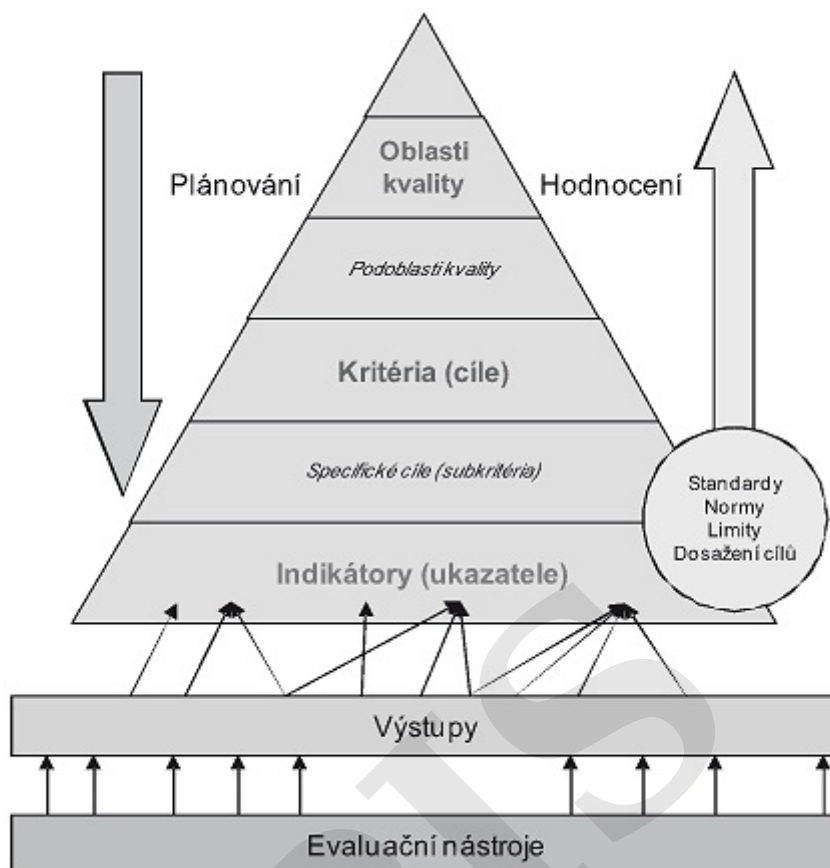 Oblasti
kvality
Plánování
Hodnocení
Podoblasti kvality
Kritéria (cíle)
Specifické cíle (subkritéria)
Standardy
Normy
Limity
Dosažení cílů
Indikátory (ukazatele)
Výstupy
Evaluační nástroje